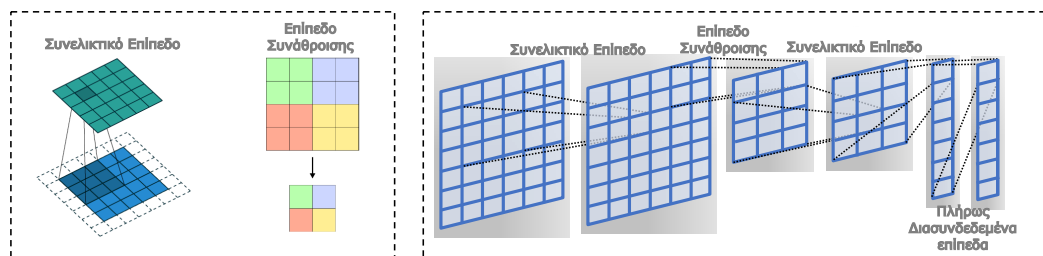 Συνελικτικό Επίπεδο
Επίπεδο
Συνάθροισης
Συνελικτικό Επίπεδο
Επίπεδο
Συνάθροισης
Συνελικτικό Επίπεδο
Πλήρως
Διασυνδεδεμένα
επίπεδα